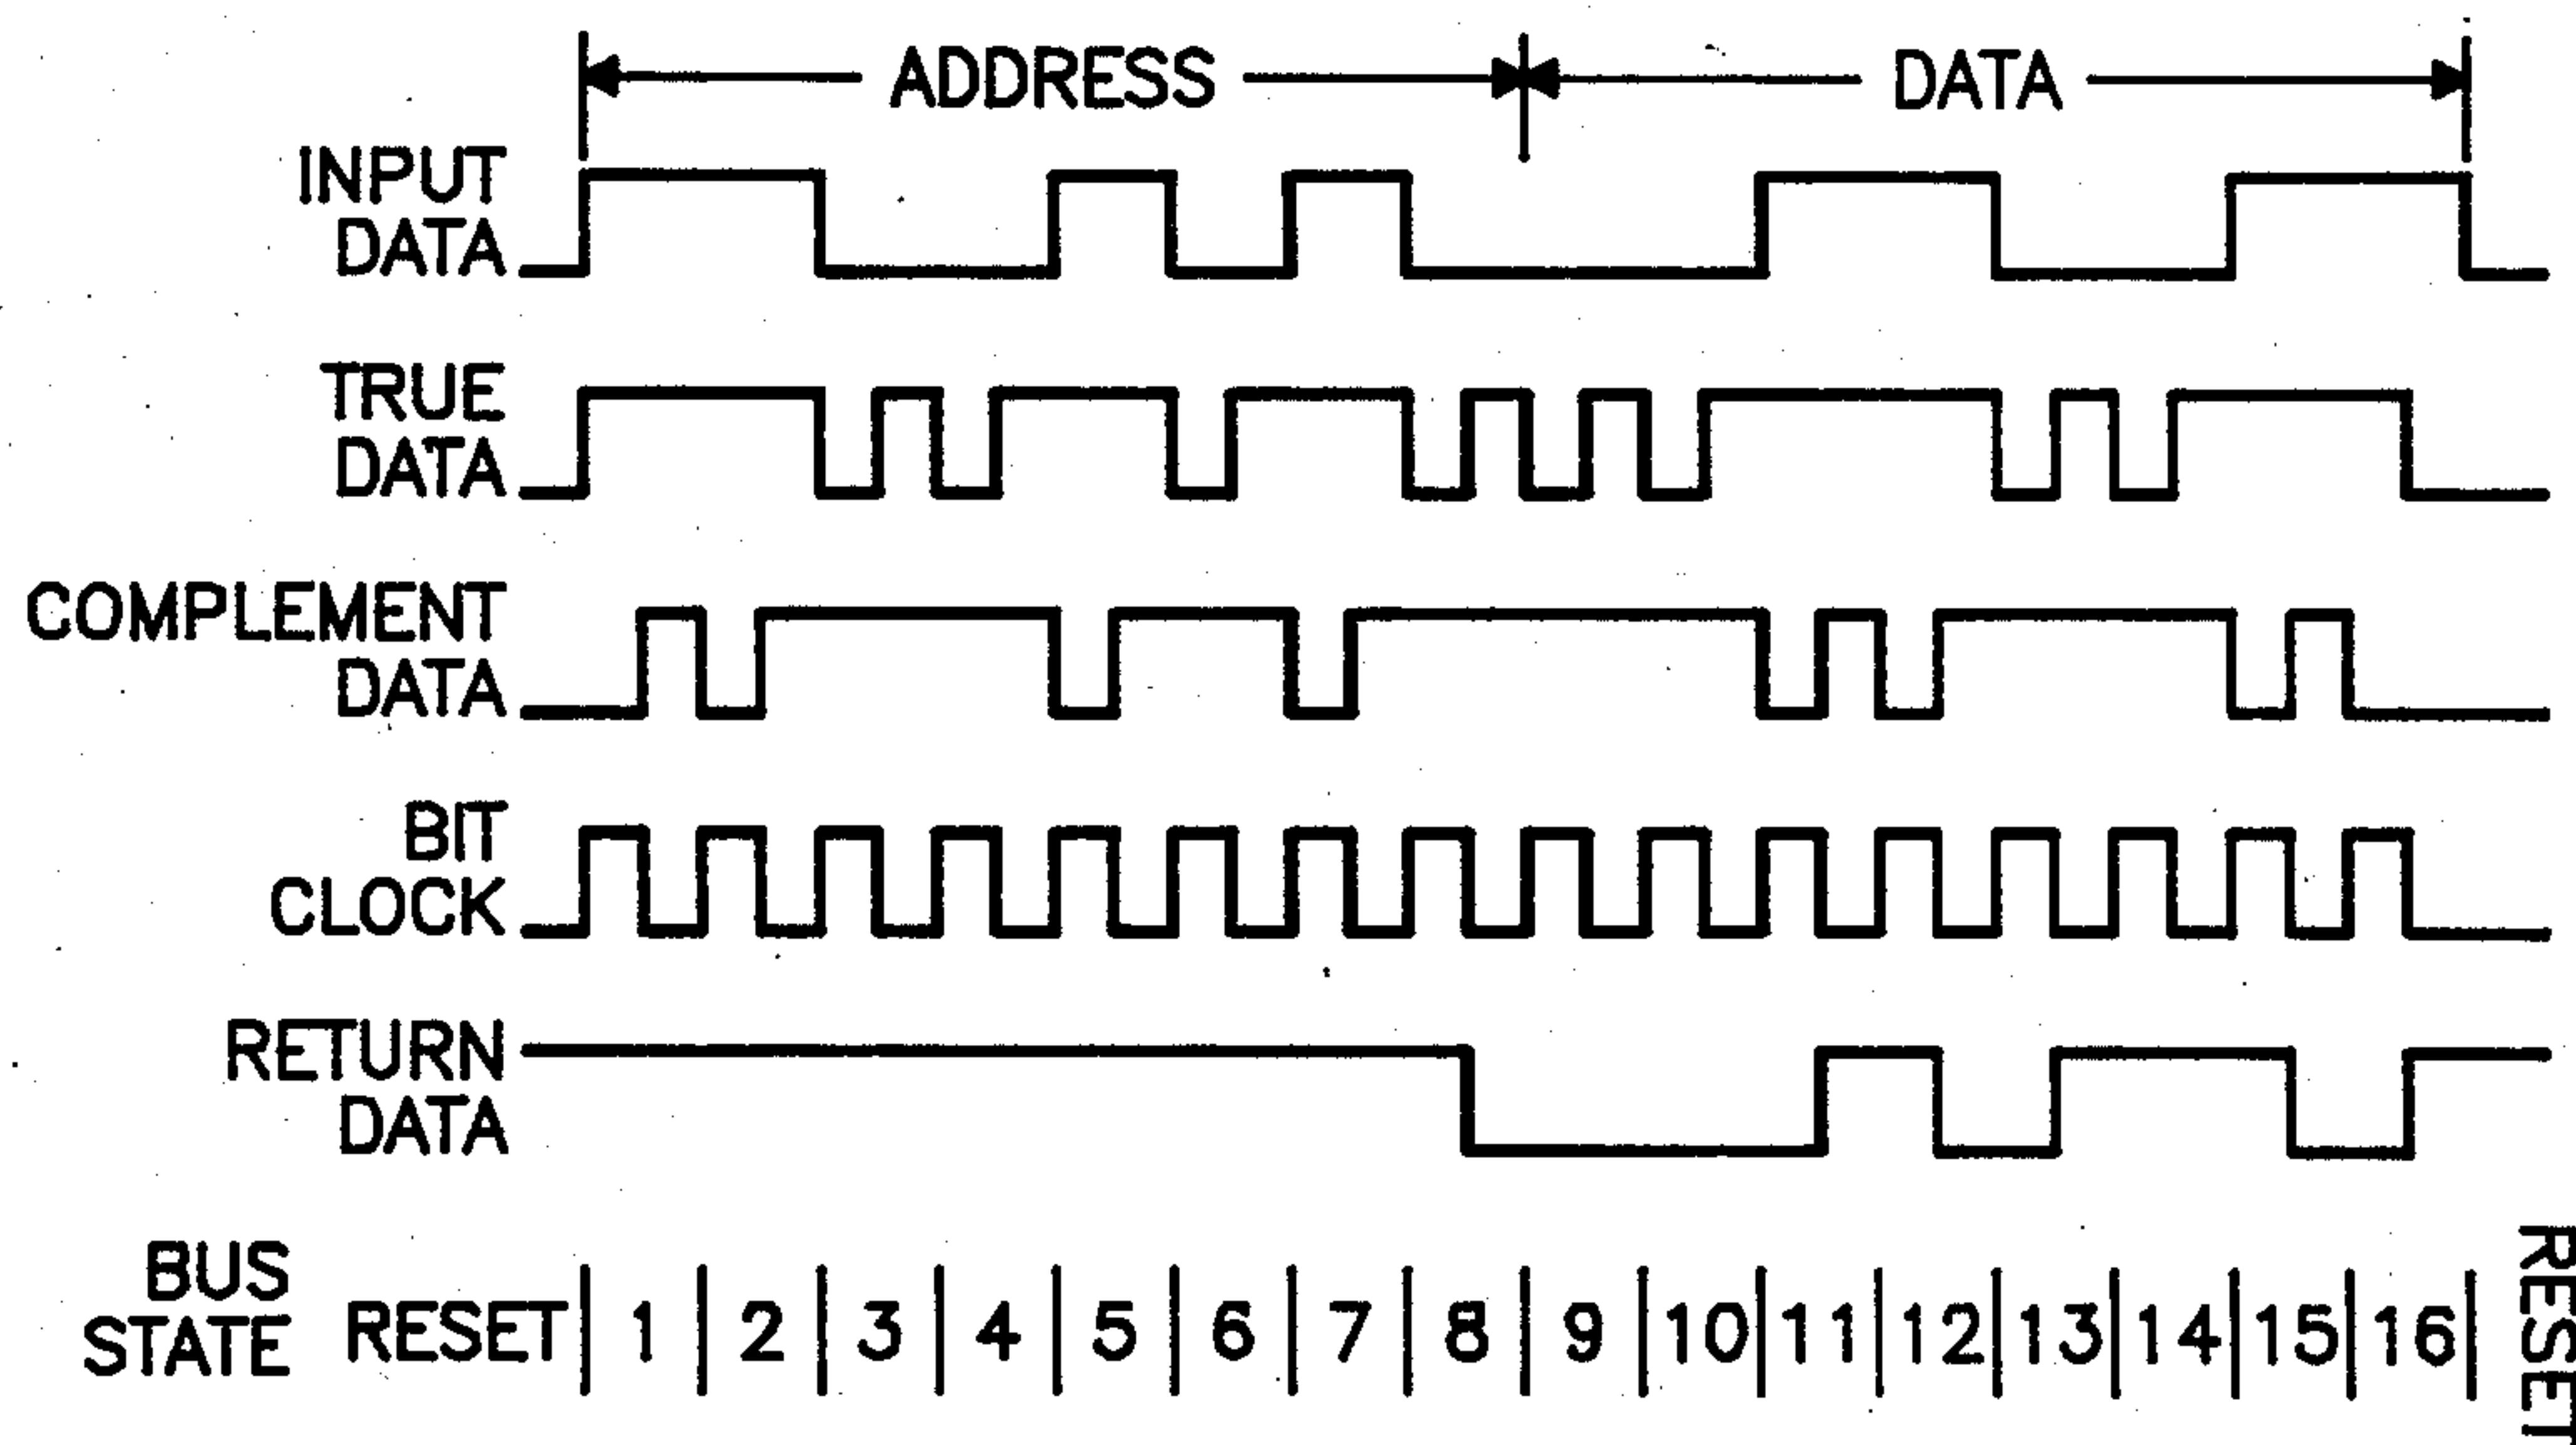 ADDRESS DATA
INPUT
DATA
TRUE
DATA
COMPLEMENT
DATA
BIT
CLOCK
RETURN
DATA
BUS
STATE
RESET 1 2 3 4 5 6 7 8 9 10 11 12 13 14 15 16
RESET